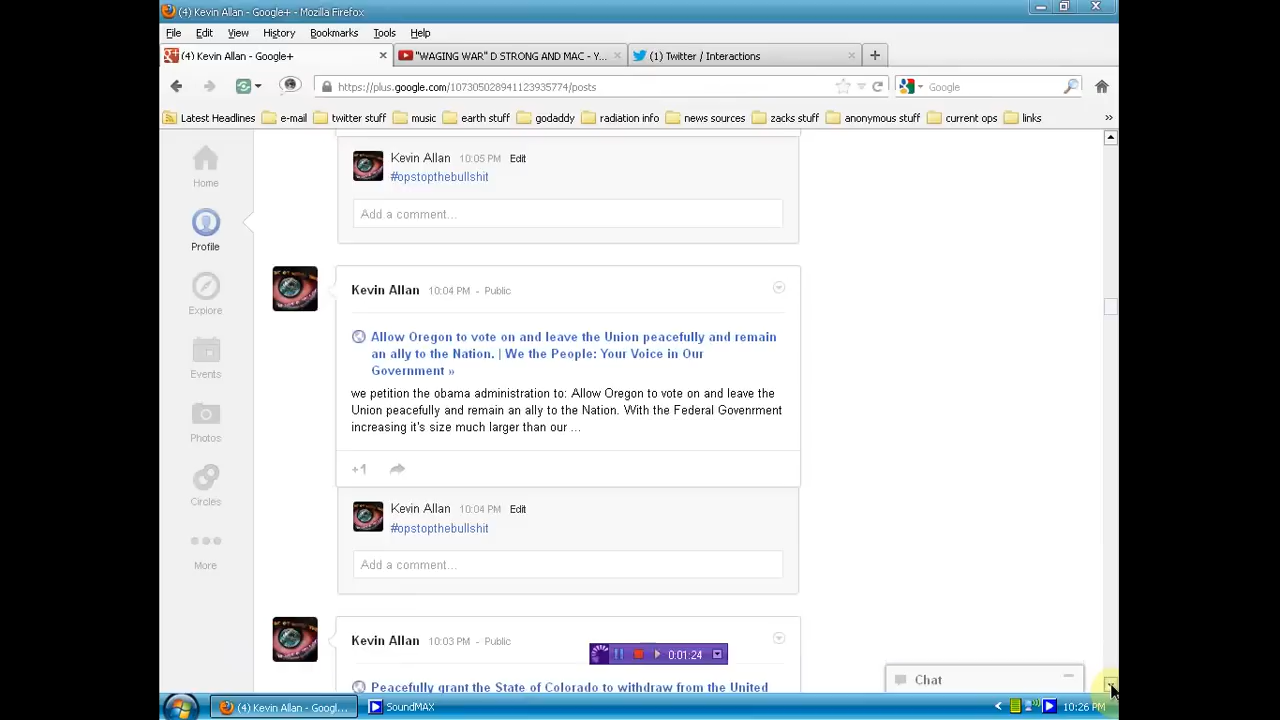 (4) Kevin Allan - Google+ - Mozilla Firefox
File Edit View History Bookmarks Tools Help
(4) Kevin Allan - Google+
"WAGING WAR" D STRONG AND MAC - Y...
(1) Twitter / Interactions
https://plus.google.com/107305028941123935774/posts
Google
Latest Headlines e-mail twitter stuff music earth stuff godaddy radiation info news sources zacks stuff anonymous stuff current ops links »
Home
Profile
Explore
Events
Photos
Circles
More
Kevin Allan 10:05 PM Edit
#opstopthebullshit
Add a comment...
Kevin Allan 10:04 PM - Public
Allow Oregon to vote on and leave the Union peacefully and remain
an ally to the Nation. | We the People: Your Voice in Our
Government »
we petition the obama administration to: Allow Oregon to vote on and leave the
Union peacefully and remain an ally to the Nation. With the Federal Govenrment
increasing it's size much larger than our ...
+1
Kevin Allan 10:04 PM Edit
#opstopthebullshit
Add a comment...
Kevin Allan 10:03 PM - Public
0:01:24
Peacefully grant the State of Colorado to withdraw from the United
Chat
(4) Kevin Allan - Googl...
SoundMAX
10:26 PM